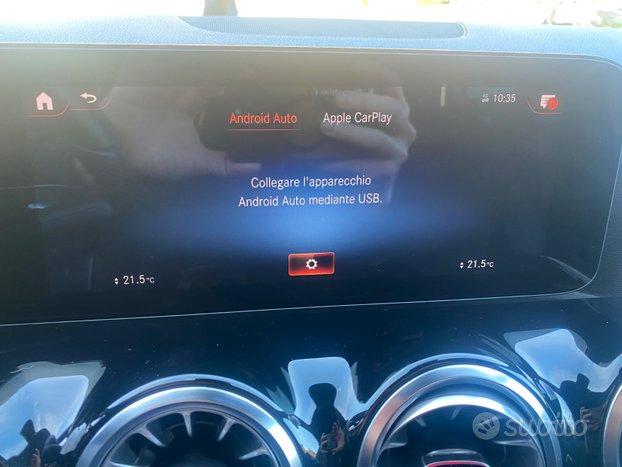 10:35
Android Auto
Apple CarPlay
Collegare l'apparecchio
Android Auto mediante USB.
21.5°C
21.5°C
subito